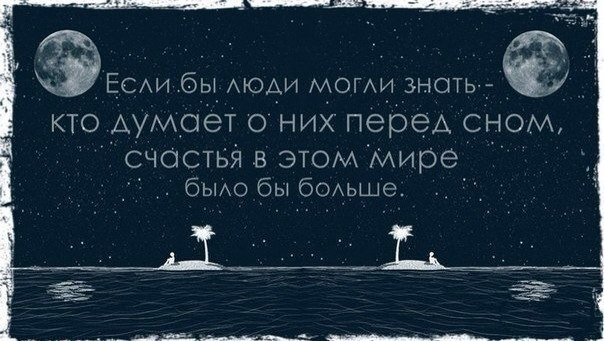 Если бы люди могли знать -
кто думает о них перед сном,
счастья в этом мире
было бы больше.